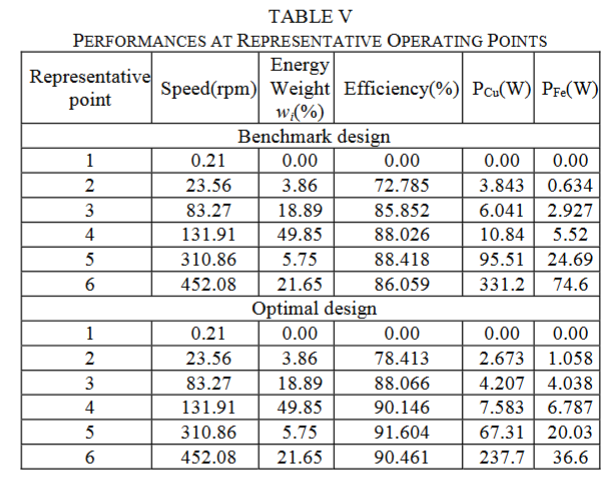 TABLE V
PERFORMANCES AT REPRESENTATIVE OPERATING POINTS
Representative point Speed(rpm) Energy Weight wᵢ(%) Efficiency(%) PCu(W) PFe(W)
Benchmark design
1 0.21 0.00 0.00 0.00 0.00
2 23.56 3.86 72.785 3.843 0.634
3 83.27 18.89 85.852 6.041 2.927
4 131.91 49.85 88.026 10.84 5.52
5 310.86 5.75 88.418 95.51 24.69
6 452.08 21.65 86.059 331.2 74.6
Optimal design
1 0.21 0.00 0.00 0.00 0.00
2 23.56 3.86 78.413 2.673 1.058
3 83.27 18.89 88.066 4.207 4.038
4 131.91 49.85 90.146 7.583 6.787
5 310.86 5.75 91.604 67.31 20.03
6 452.08 21.65 90.461 237.7 36.6